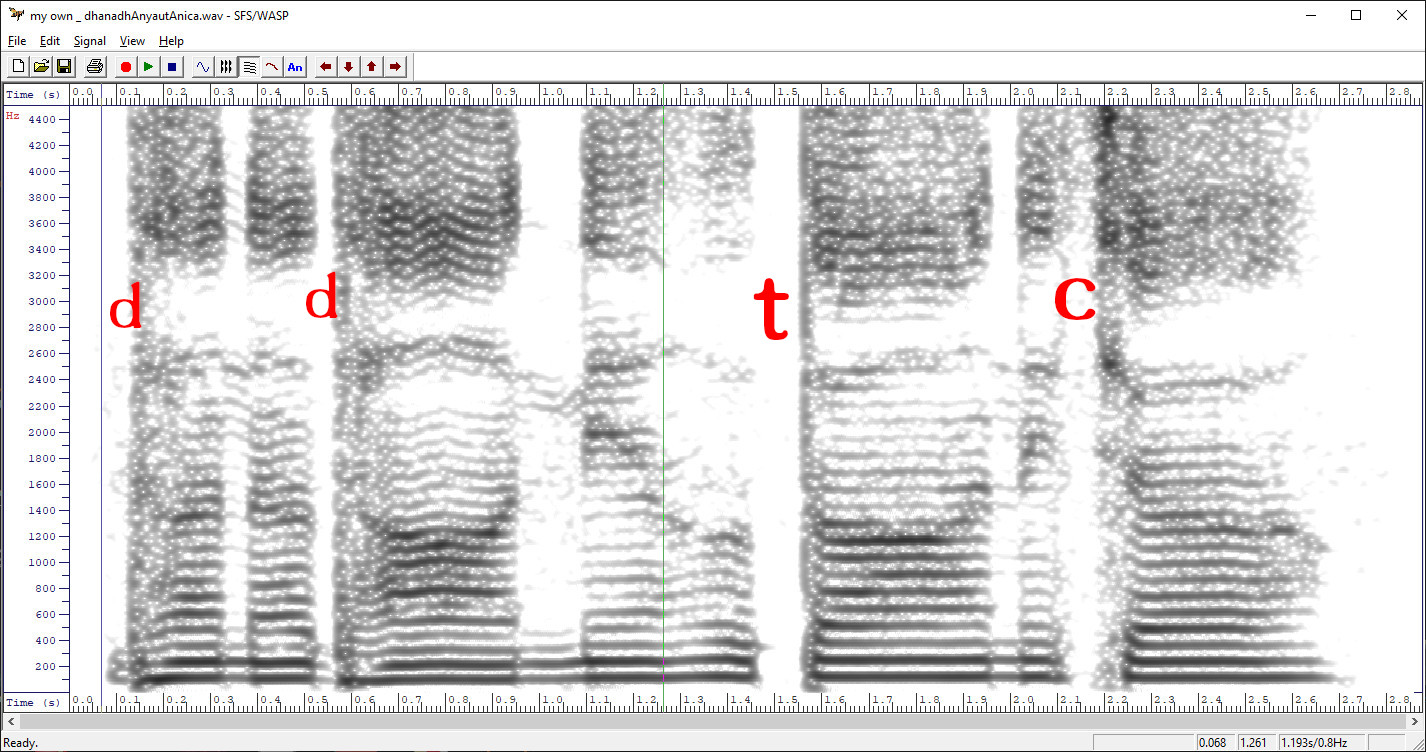 my own _ dhanadhAnyautAnica.wav - SFS/WASP
File Edit Signal View Help
An
Time (s) 0.0 0.1 0.2 0.3 0.4 0.5 0.6 0.7 0.8 0.9 1.0 1.1 1.2 1.3 1.4 1.5 1.6 1.7 1.8 1.9 2.0 2.1 2.2 2.3 2.4 2.5 2.6 2.7 2.8
Hz 4400
4200
4000
3800
3600
3400
3200
3000
2800
2600
2400
2200
2000
1800
1600
1400
1200
1000
800
600
400
200
d d t c
Time (s) 0.0 0.1 0.2 0.3 0.4 0.5 0.6 0.7 0.8 0.9 1.0 1.1 1.2 1.3 1.4 1.5 1.6 1.7 1.8 1.9 2.0 2.1 2.2 2.3 2.4 2.5 2.6 2.7 2.8
Ready. 0.068 1.261 1.193s/0.8Hz